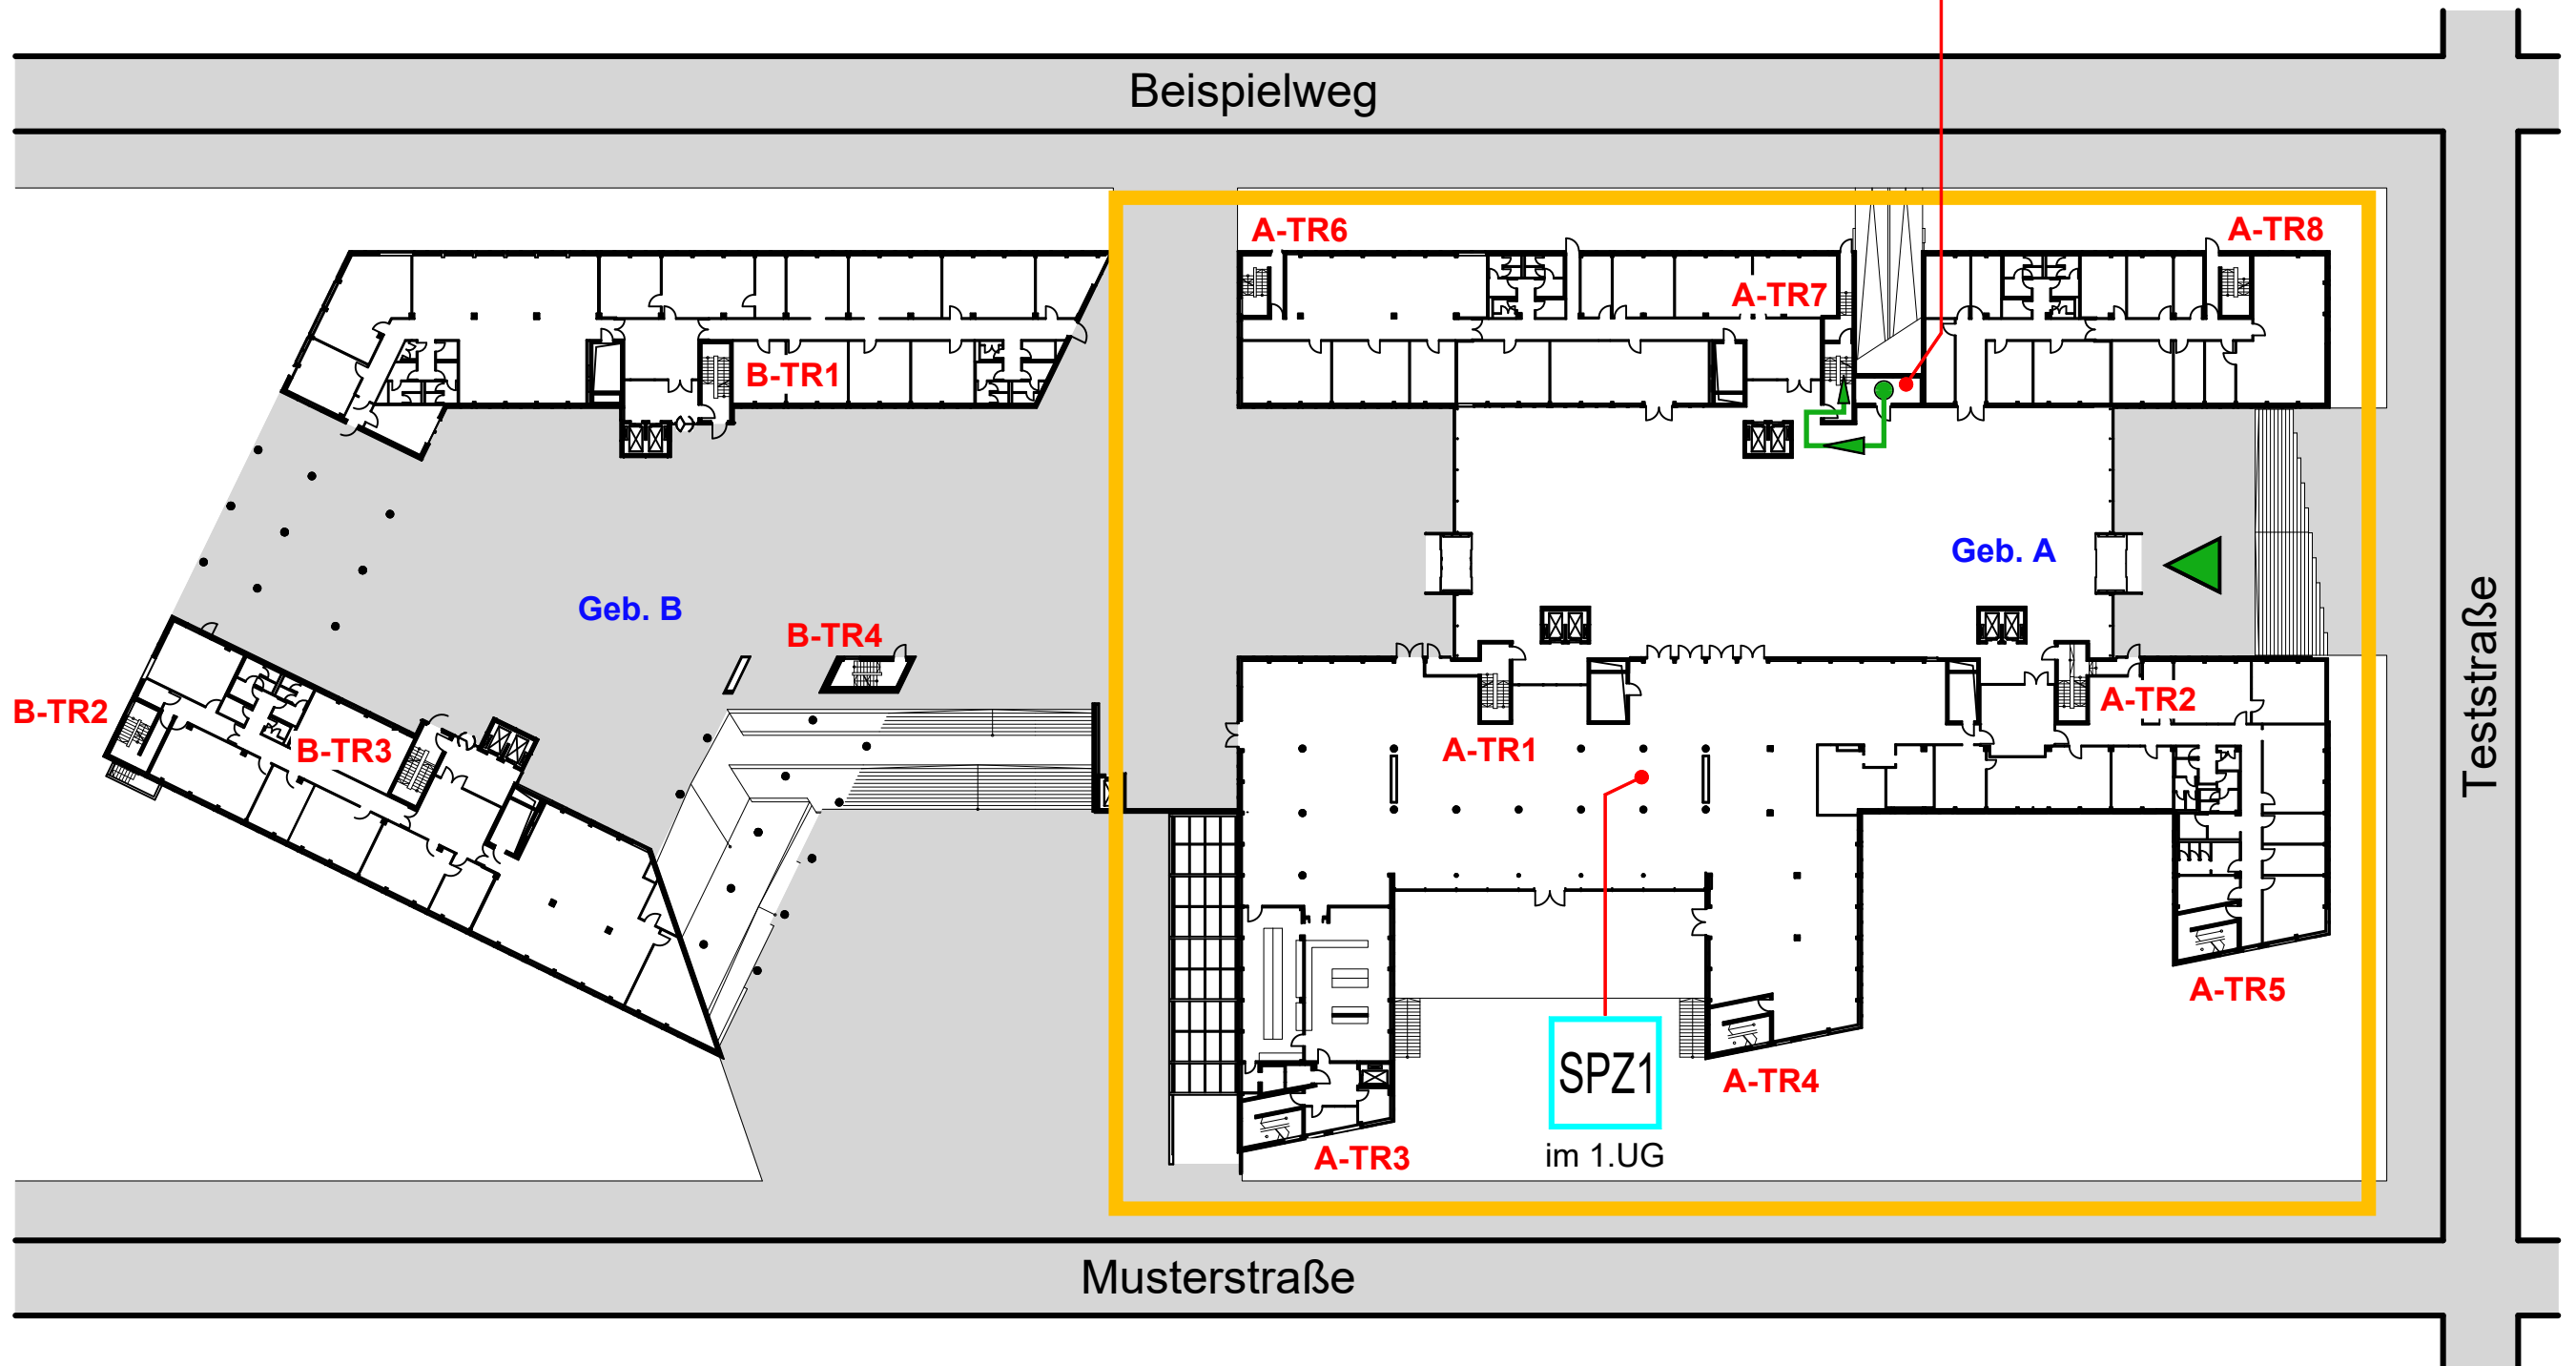 Beispielweg
A-TR6
A-TR8
A-TR7
B-TR1
Geb. A
Geb. B
B-TR4
Teststraße
A-TR2
B-TR2
B-TR3
A-TR1
A-TR5
SPZ1
A-TR4
im 1.UG
A-TR3
Musterstraße